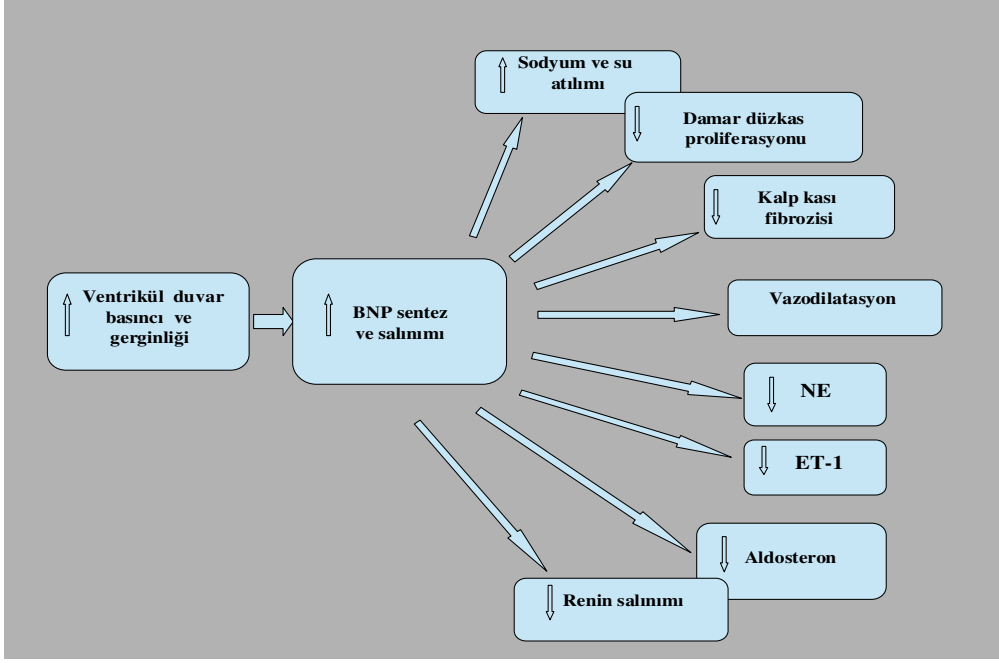 Sodyum ve su
atılımı
Damar düzkas
proliferasyonu
Kalp kası
fibrozisi
Ventrikül duvar
basıncı ve
gerginliği
BNP sentez
ve salınımı
Vazodilatasyon
NE
ET-1
Aldosteron
Renin salınımı